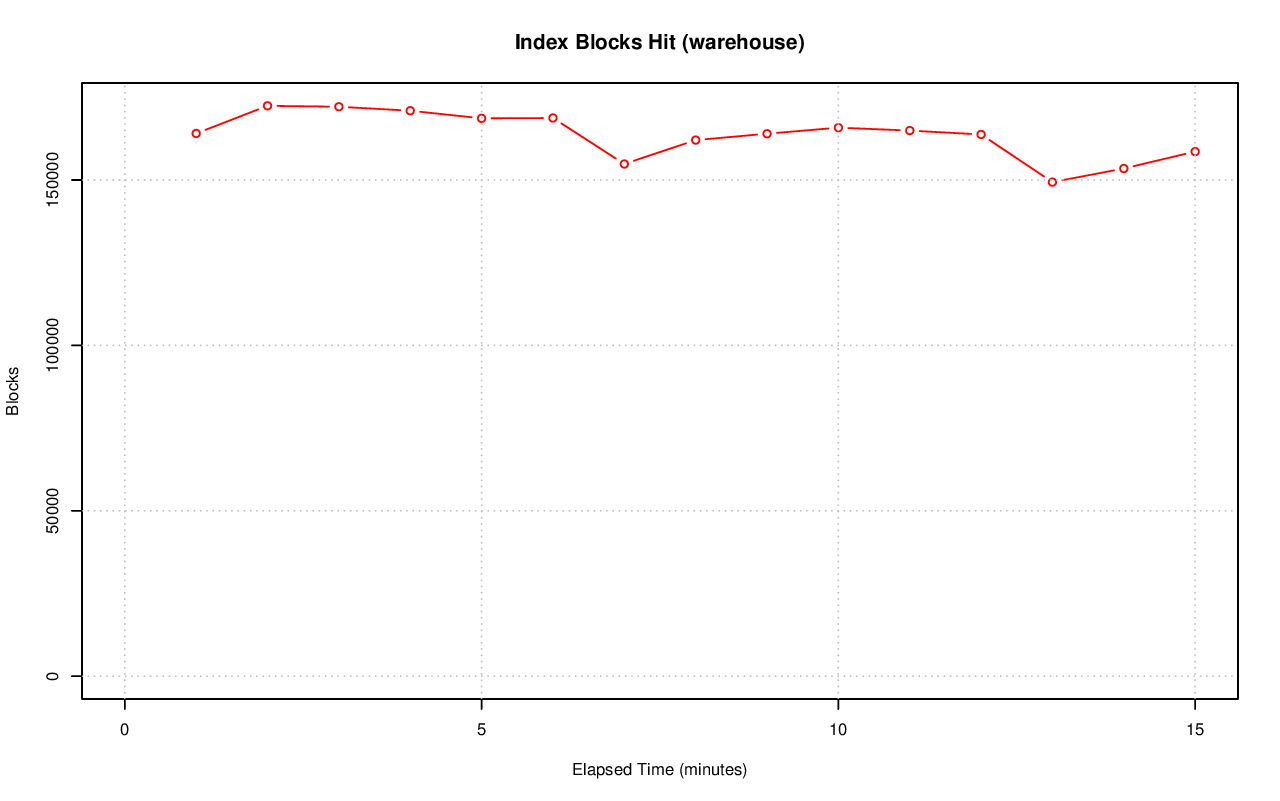 Index Blocks Hit (warehouse)
150000
100000
50000
0
Blocks
0 5 10 15
Elapsed Time (minutes)